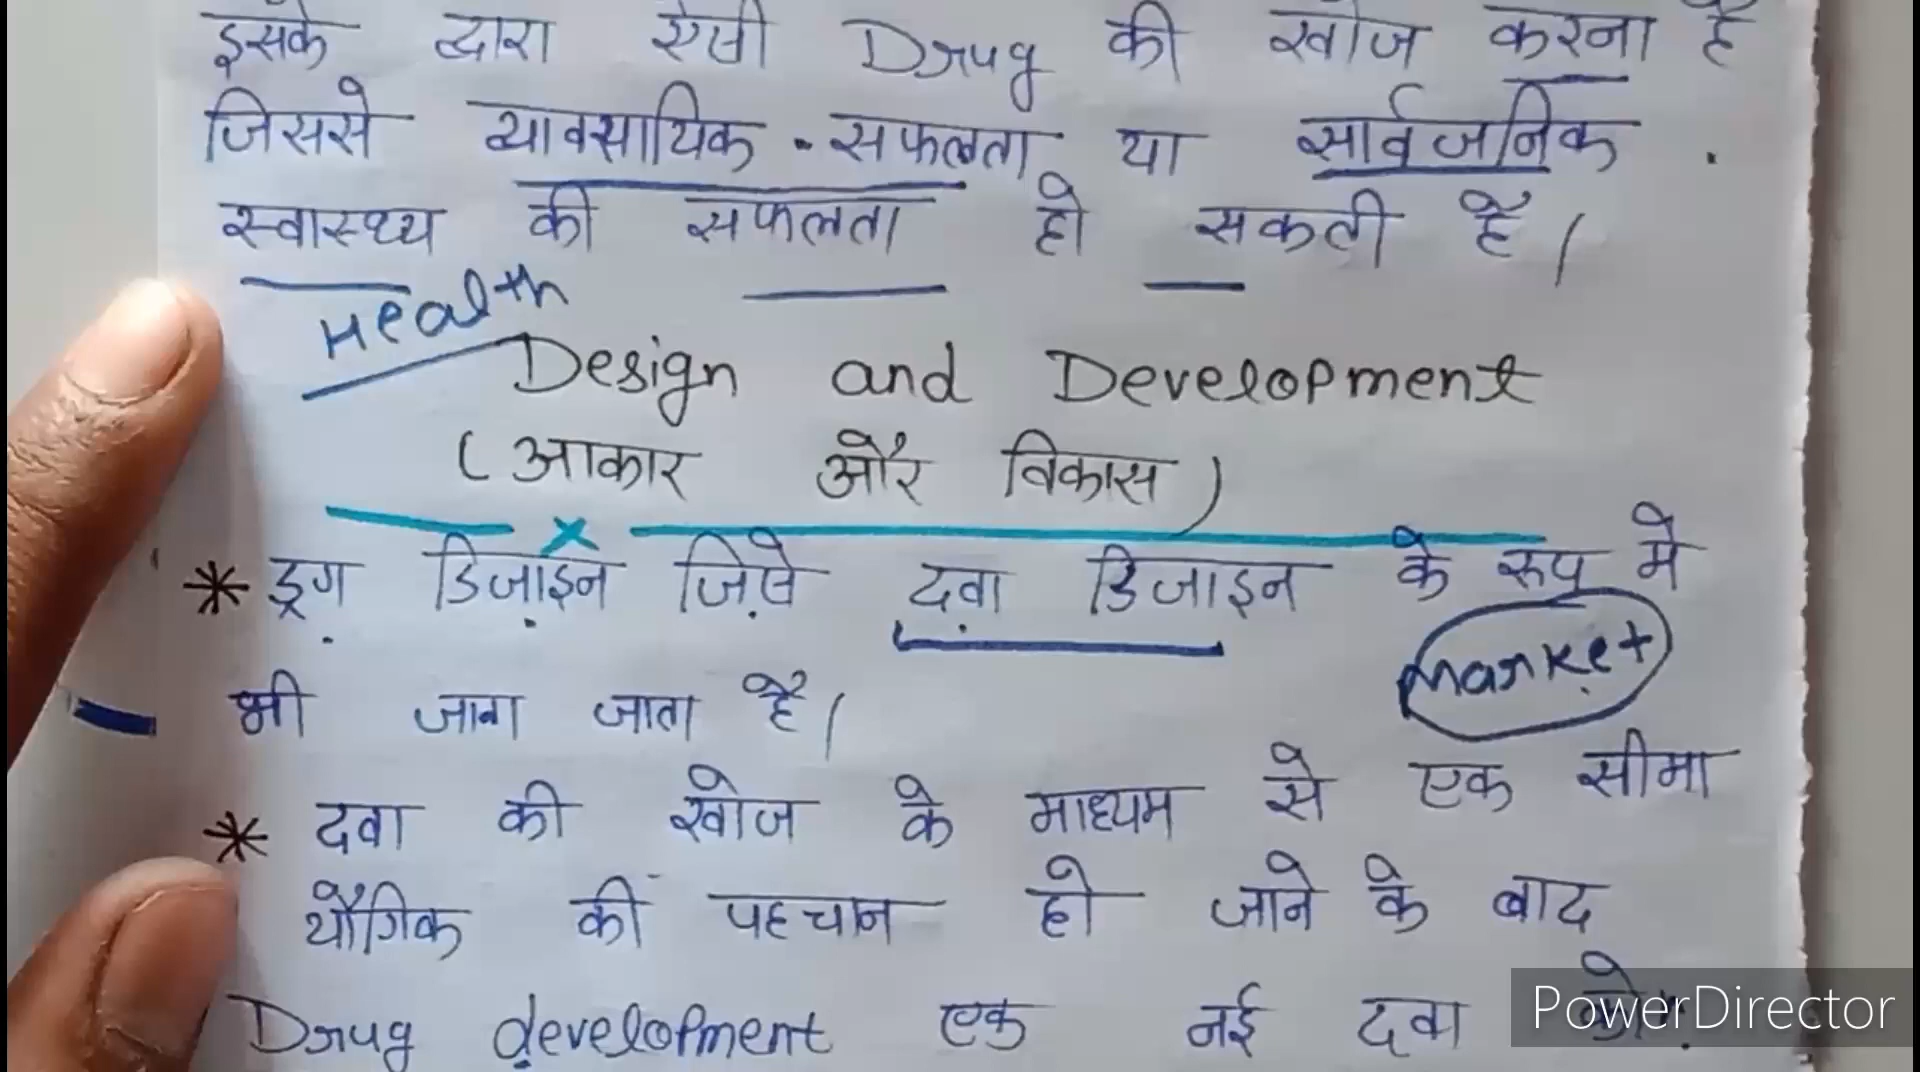 इसके द्वारा ऐसी Drug की खोज करना है
जिससे व्यावसायिक सफलता या सार्वजनिक
स्वास्थ्य की सफलता हो सकती है।
Health
Design and Development
(आकार और विकास)
* ड्रग डिजाइन जिसे दवा डिजाइन के रूप मे
market
भी जाना जाता है।
* दवा की खोज के माध्यम से एक सीमा
यौगिक की पहचान हो जाने के बाद
Drug development एक नई दवा को
PowerDirector